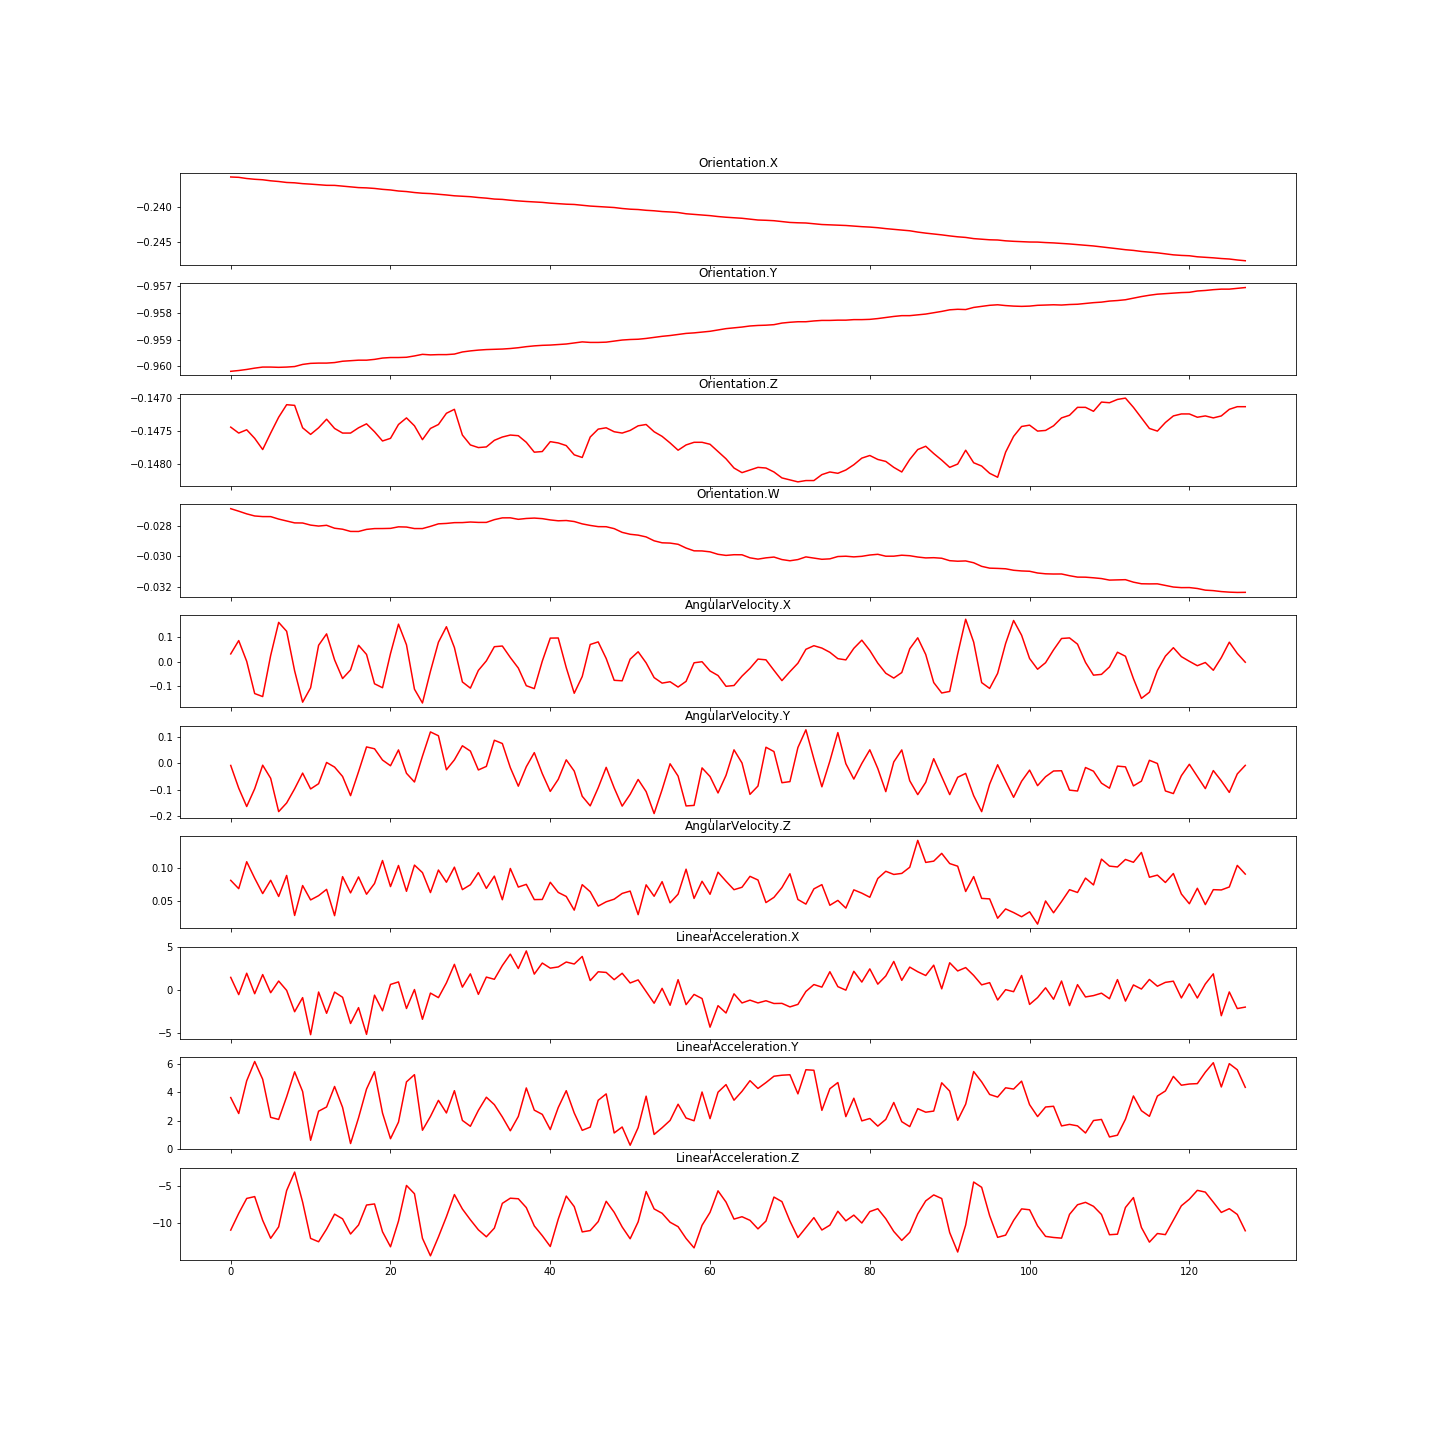 Orientation.X
−0.240
−0.245
Orientation.Y
−0.957
−0.958
−0.959
−0.960
Orientation.Z
−0.1470
−0.1475
−0.1480
Orientation.W
−0.028
−0.030
−0.032
AngularVelocity.X
0.1
0.0
−0.1
AngularVelocity.Y
0.1
0.0
−0.1
−0.2
AngularVelocity.Z
0.10
0.05
LinearAcceleration.X
5
0
−5
LinearAcceleration.Y
6
4
2
0
LinearAcceleration.Z
−5
−10
0 20 40 60 80 100 120